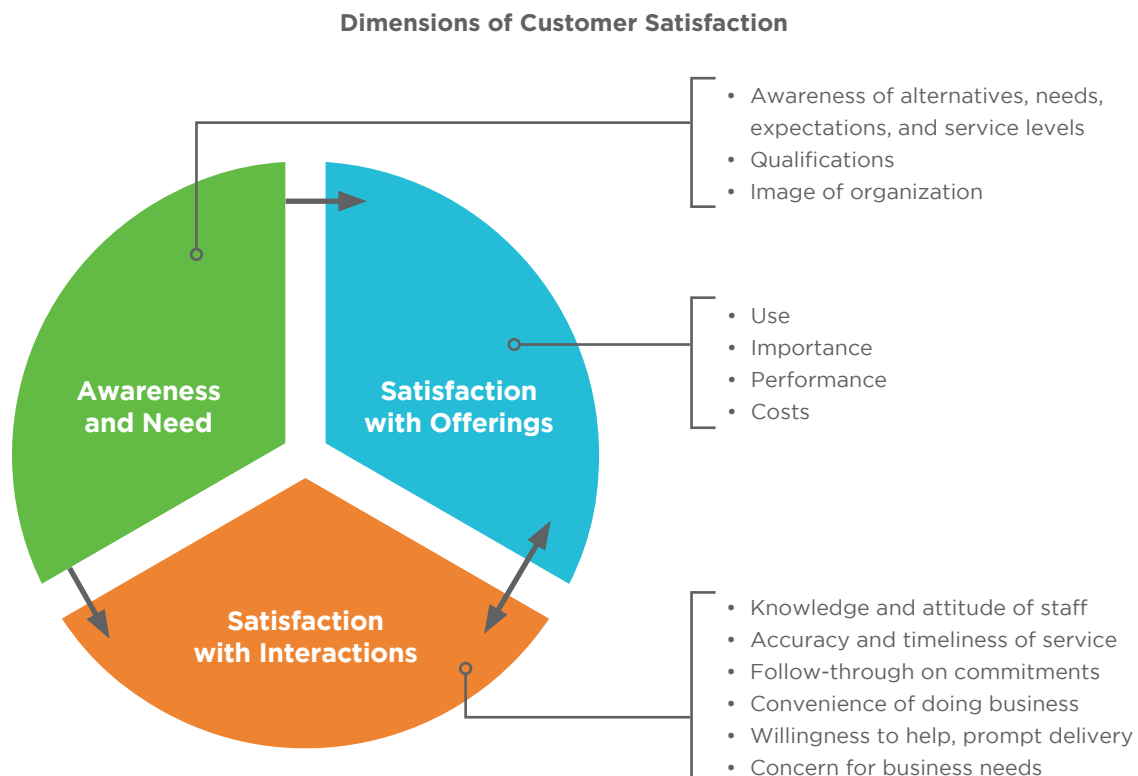 Dimensions of Customer Satisfaction
• Awareness of alternatives, needs,
expectations, and service levels
• Qualifications
• Image of organization
• Use
• Importance
• Performance
• Costs
Awareness
and Need
Satisfaction
with Offerings
Satisfaction
with Interactions
• Knowledge and attitude of staff
• Accuracy and timeliness of service
• Follow-through on commitments
• Convenience of doing business
• Willingness to help, prompt delivery
• Concern for business needs